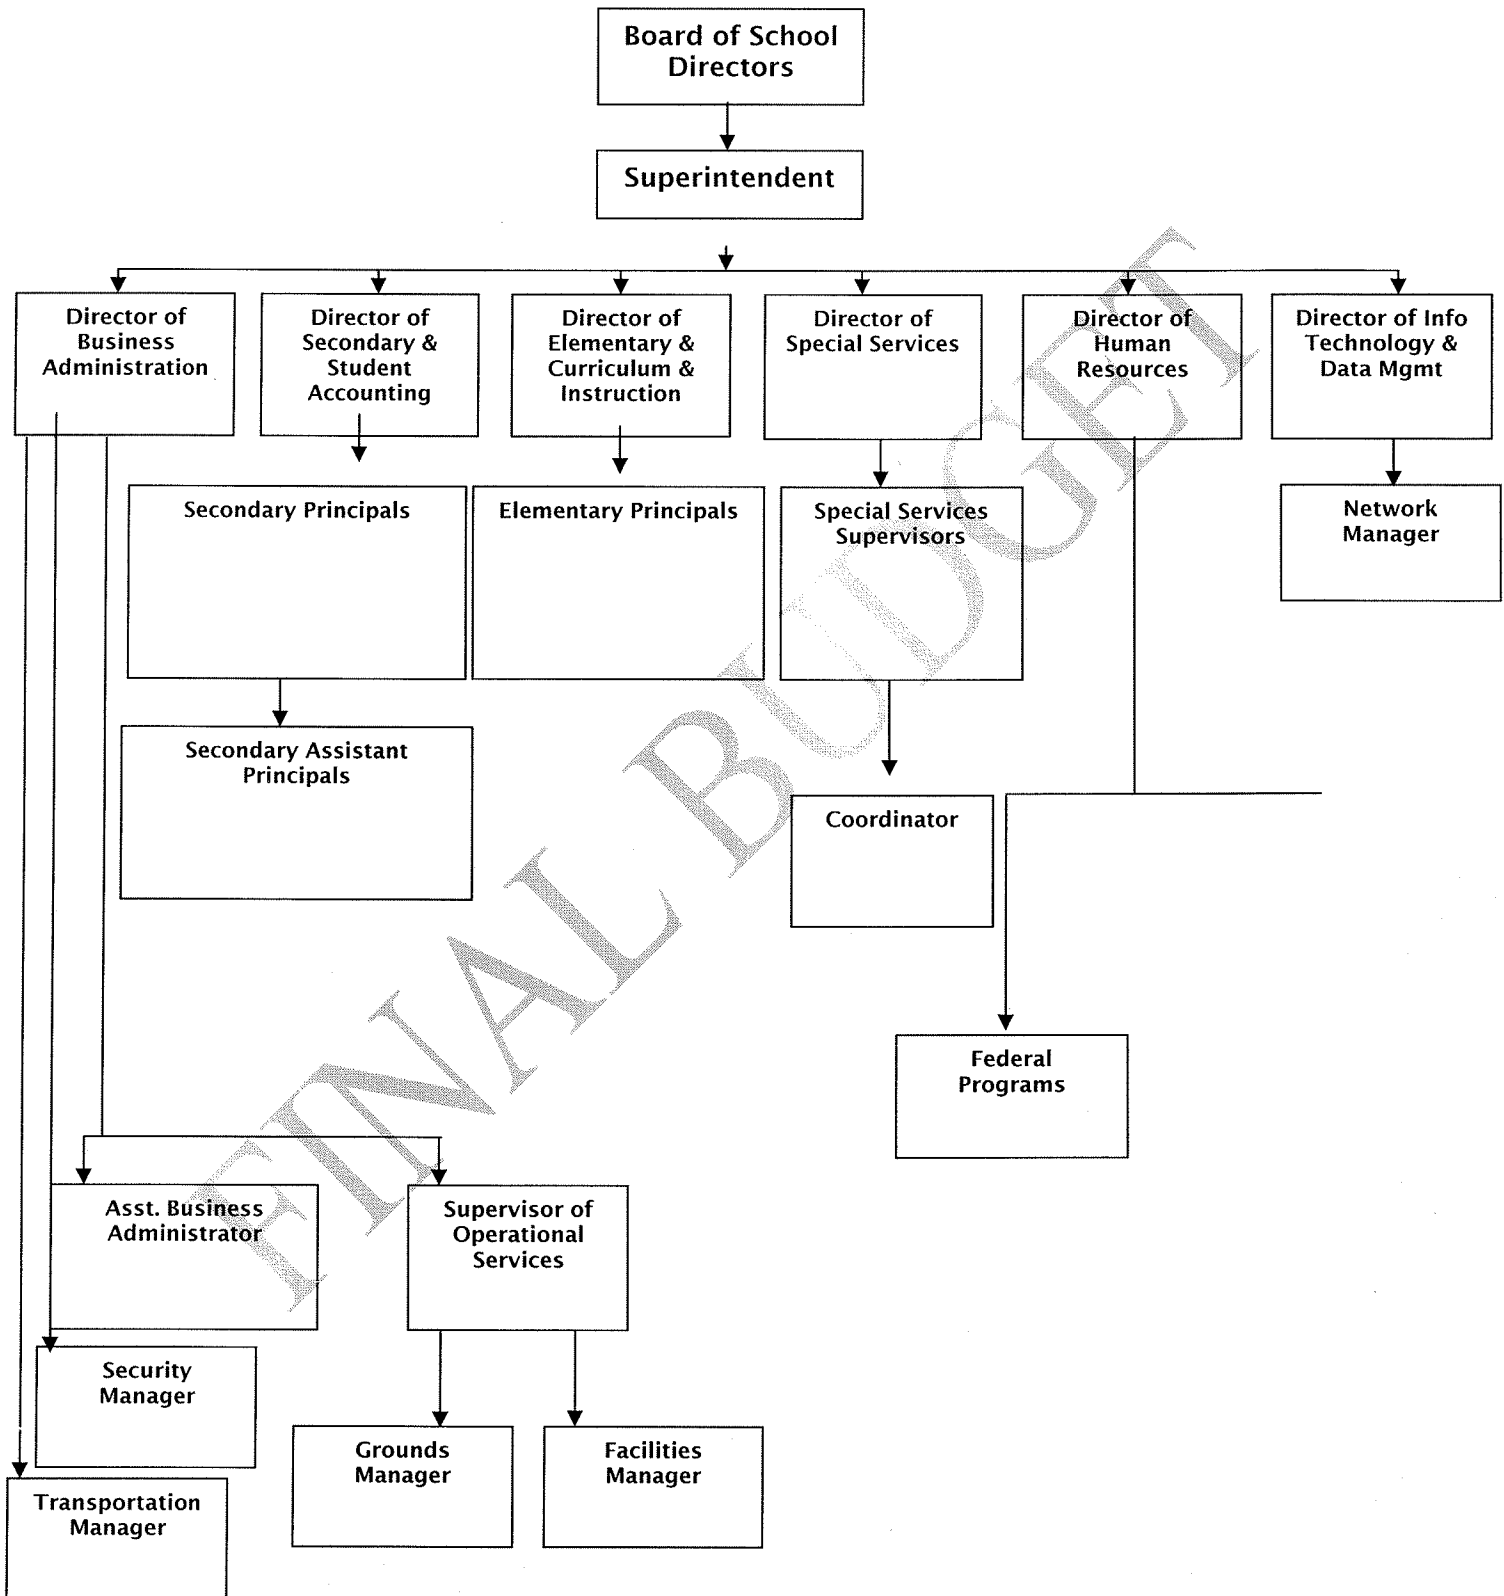 Board of School
Directors
Superintendent
Director of
Business
Administration
Director of
Secondary &
Student
Accounting
Director of
Elementary &
Curriculum &
Instruction
Director of
Special Services
Director of
Human
Resources
Director of Info
Technology &
Data Mgmt
Secondary Principals
Elementary Principals
Special Services
Supervisors
Network
Manager
Secondary Assistant
Principals
Coordinator
Federal
Programs
Asst. Business
Administrator
Supervisor of
Operational
Services
Security
Manager
Grounds
Manager
Facilities
Manager
Transportation
Manager
FINAL BUDGET